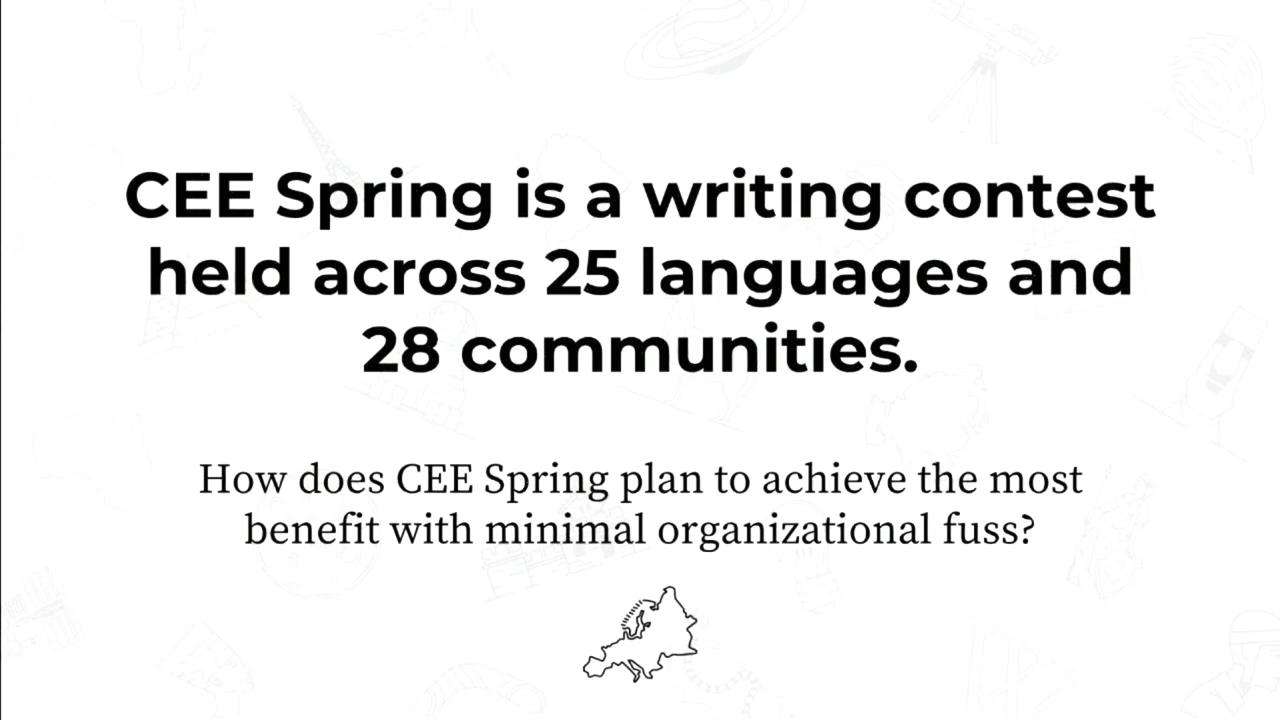 CEE Spring is a writing contest
held across 25 languages and
28 communities.
How does CEE Spring plan to achieve the most
benefit with minimal organizational fuss?